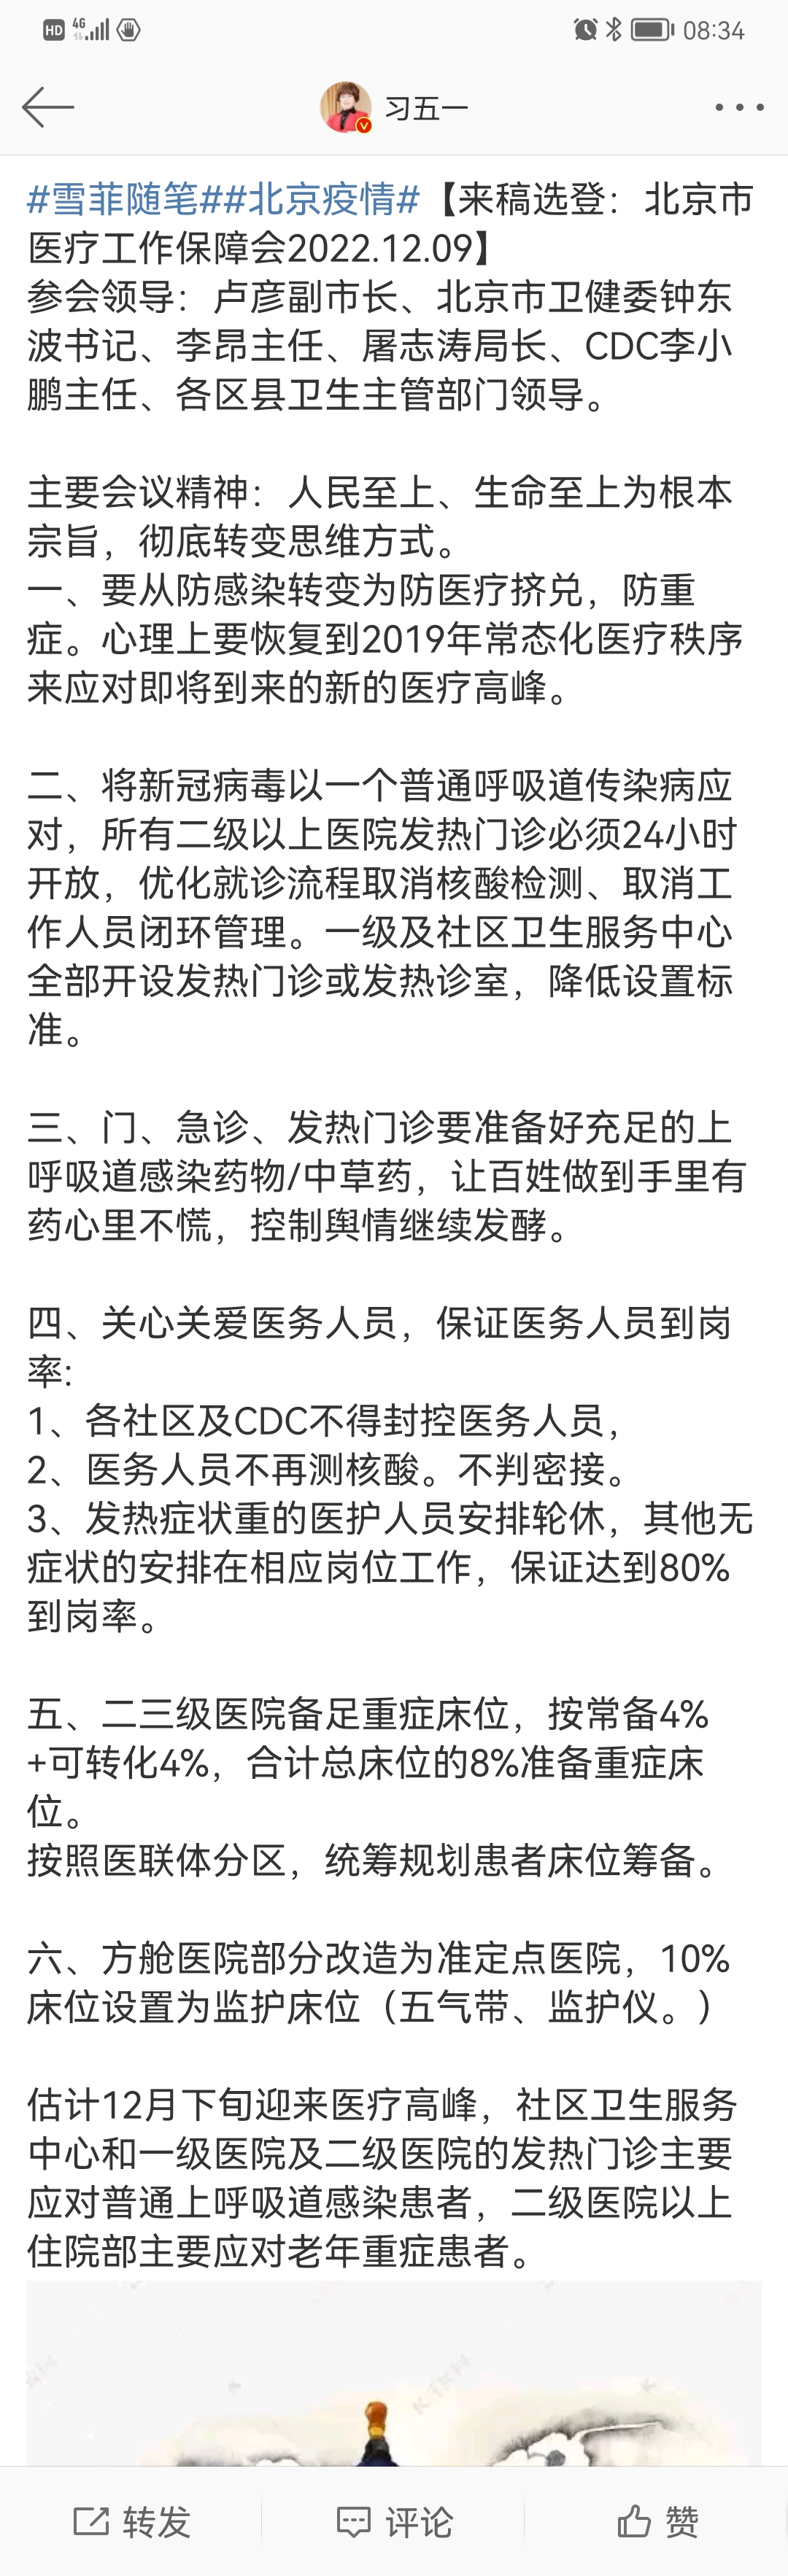 HD 4G 08:34
习五一
#雪菲随笔##北京疫情#【来稿选登：北京市
医疗工作保障会2022.12.09】
参会领导：卢彦副市长、北京市卫健委钟东
波书记、李昂主任、屠志涛局长、CDC李小
鹏主任、各区县卫生主管部门领导。
主要会议精神：人民至上、生命至上为根本
宗旨，彻底转变思维方式。
一、要从防感染转变为防医疗挤兑，防重
症。心理上要恢复到2019年常态化医疗秩序
来应对即将到来的新的医疗高峰。
二、将新冠病毒以一个普通呼吸道传染病应
对，所有二级以上医院发热门诊必须24小时
开放，优化就诊流程取消核酸检测、取消工
作人员闭环管理。一级及社区卫生服务中心
全部开设发热门诊或发热诊室，降低设置标
准。
三、门、急诊、发热门诊要准备好充足的上
呼吸道感染药物/中草药，让百姓做到手里有
药心里不慌，控制舆情继续发酵。
四、关心关爱医务人员，保证医务人员到岗
率:
1、各社区及CDC不得封控医务人员，
2、医务人员不再测核酸。不判密接。
3、发热症状重的医护人员安排轮休，其他无
症状的安排在相应岗位工作，保证达到80%
到岗率。
五、二三级医院备足重症床位，按常备4%
+可转化4%，合计总床位的8%准备重症床
位。
按照医联体分区，统筹规划患者床位筹备。
六、方舱医院部分改造为准定点医院，10%
床位设置为监护床位（五气带、监护仪。）
估计12月下旬迎来医疗高峰，社区卫生服务
中心和一级医院及二级医院的发热门诊主要
应对普通上呼吸道感染患者，二级医院以上
住院部主要应对老年重症患者。
转发 评论 赞